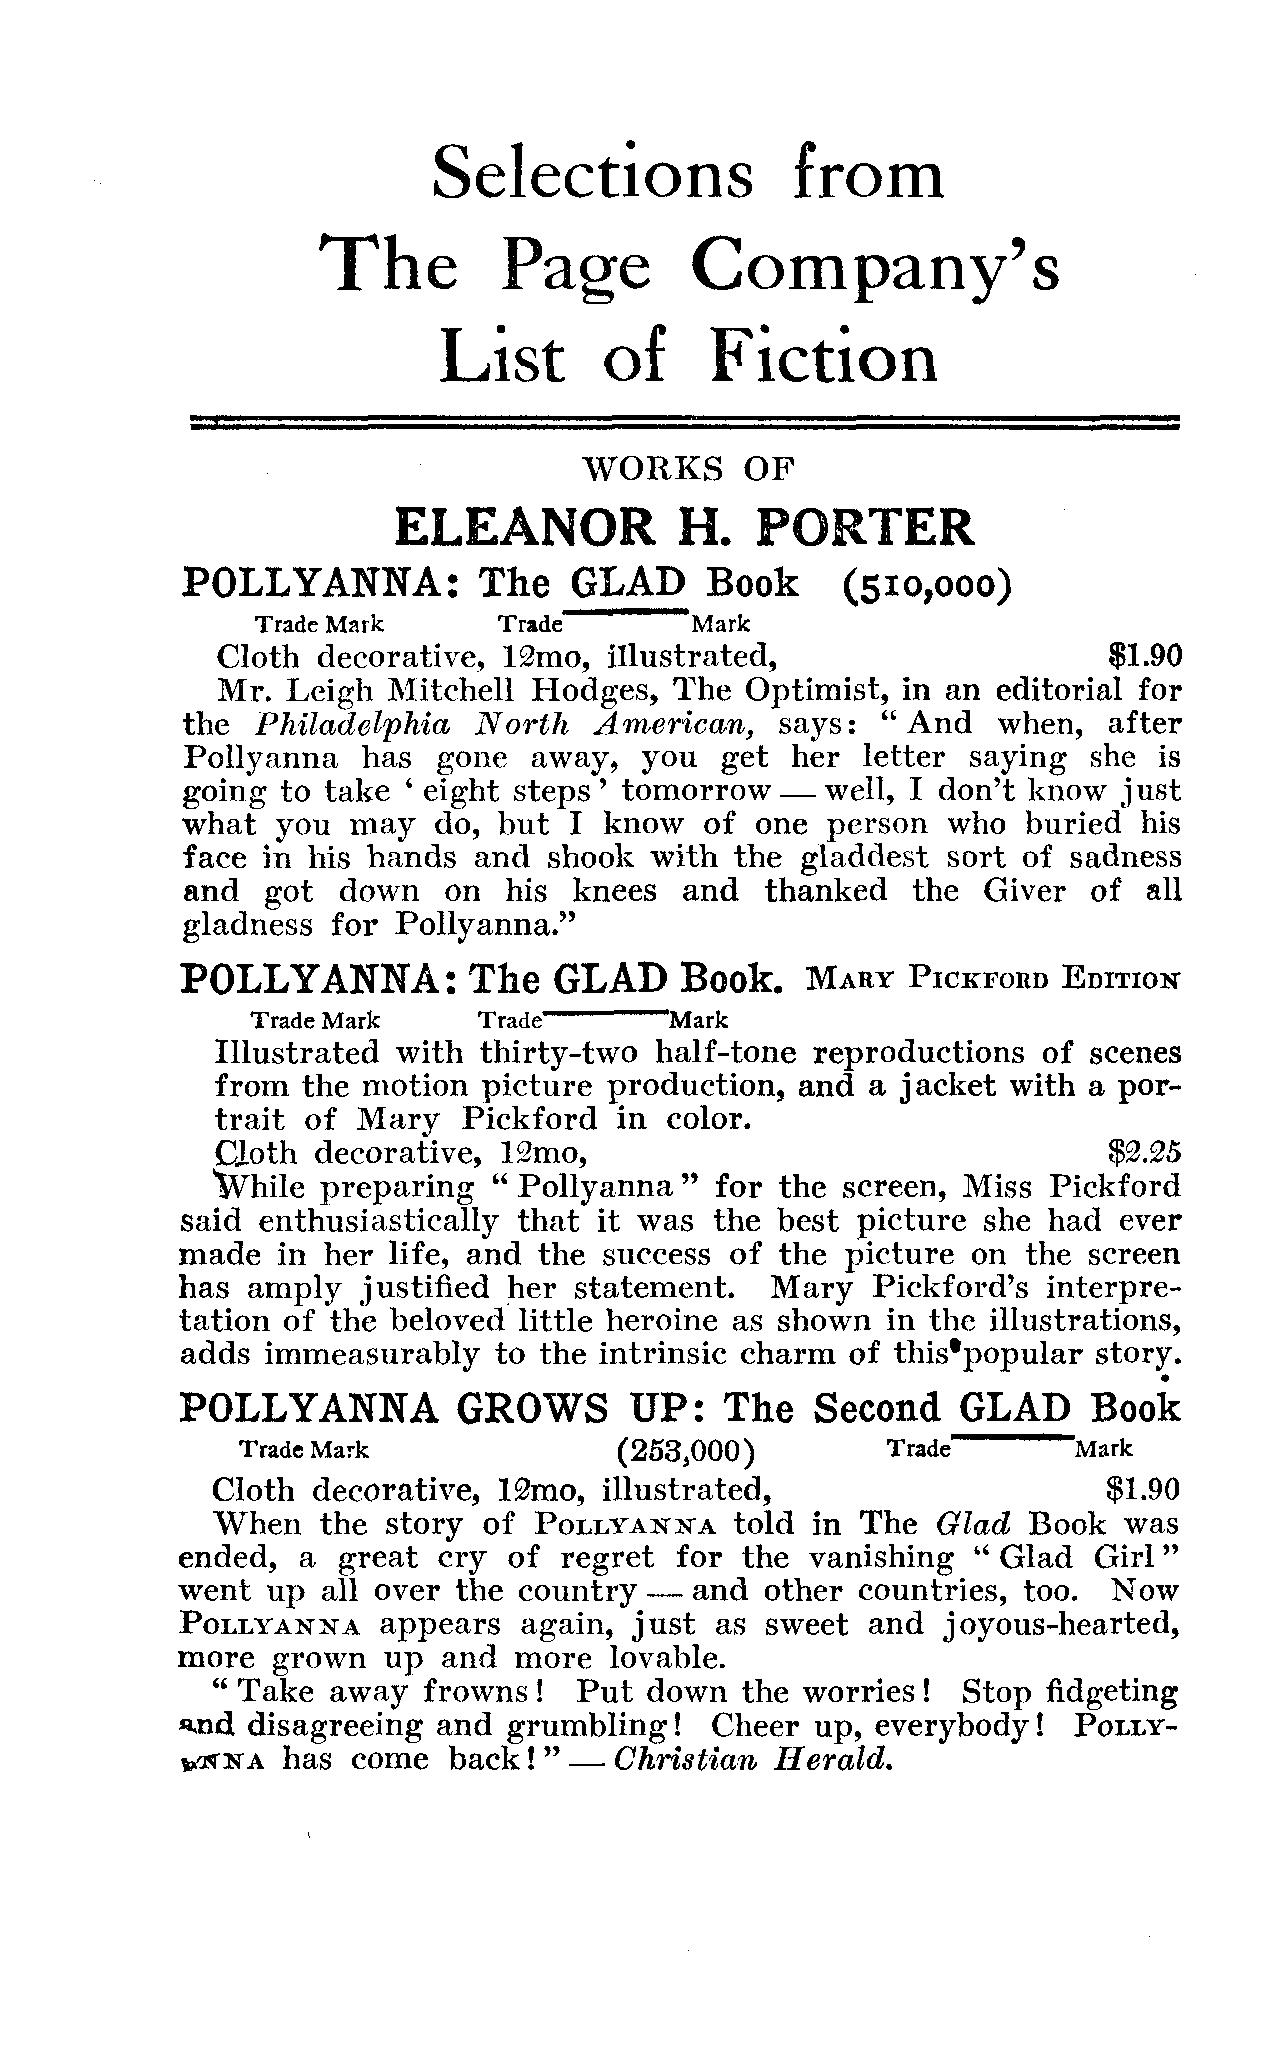 Selections from
The Page Company's
List of Fiction
WORKS OF
ELEANOR H. PORTER
POLLYANNA: The GLAD Book (510,000)
Trade Mark Trade Mark
Cloth decorative, 12mo, illustrated, $1.90
Mr. Leigh Mitchell Hodges, The Optimist, in an editorial for
the Philadelphia North American, says: " And when, after
Pollyanna has gone away, you get her letter saying she is
going to take ' eight steps ' tomorrow — well, I don't know just
what you may do, but I know of one person who buried his
face in his hands and shook with the gladdest sort of sadness
and got down on his knees and thanked the Giver of all
gladness for Pollyanna."
POLLYANNA: The GLAD Book. MARY PICKFORD EDITION
Trade Mark Trade Mark
Illustrated with thirty-two half-tone reproductions of scenes
from the motion picture production, and a jacket with a por-
trait of Mary Pickford in color.
Cloth decorative, 12mo, $2.25
While preparing " Pollyanna " for the screen, Miss Pickford
said enthusiastically that it was the best picture she had ever
made in her life, and the success of the picture on the screen
has amply justified her statement. Mary Pickford's interpre-
tation of the beloved little heroine as shown in the illustrations,
adds immeasurably to the intrinsic charm of this popular story.
POLLYANNA GROWS UP: The Second GLAD Book
Trade Mark (253,000) Trade Mark
Cloth decorative, 12mo, illustrated, $1.90
When the story of POLLYANNA told in The Glad Book was
ended, a great cry of regret for the vanishing " Glad Girl "
went up all over the country — and other countries, too. Now
POLLYANNA appears again, just as sweet and joyous-hearted,
more grown up and more lovable.
" Take away frowns! Put down the worries! Stop fidgeting
and disagreeing and grumbling! Cheer up, everybody! POLLY-
ANNA has come back! " — Christian Herald.